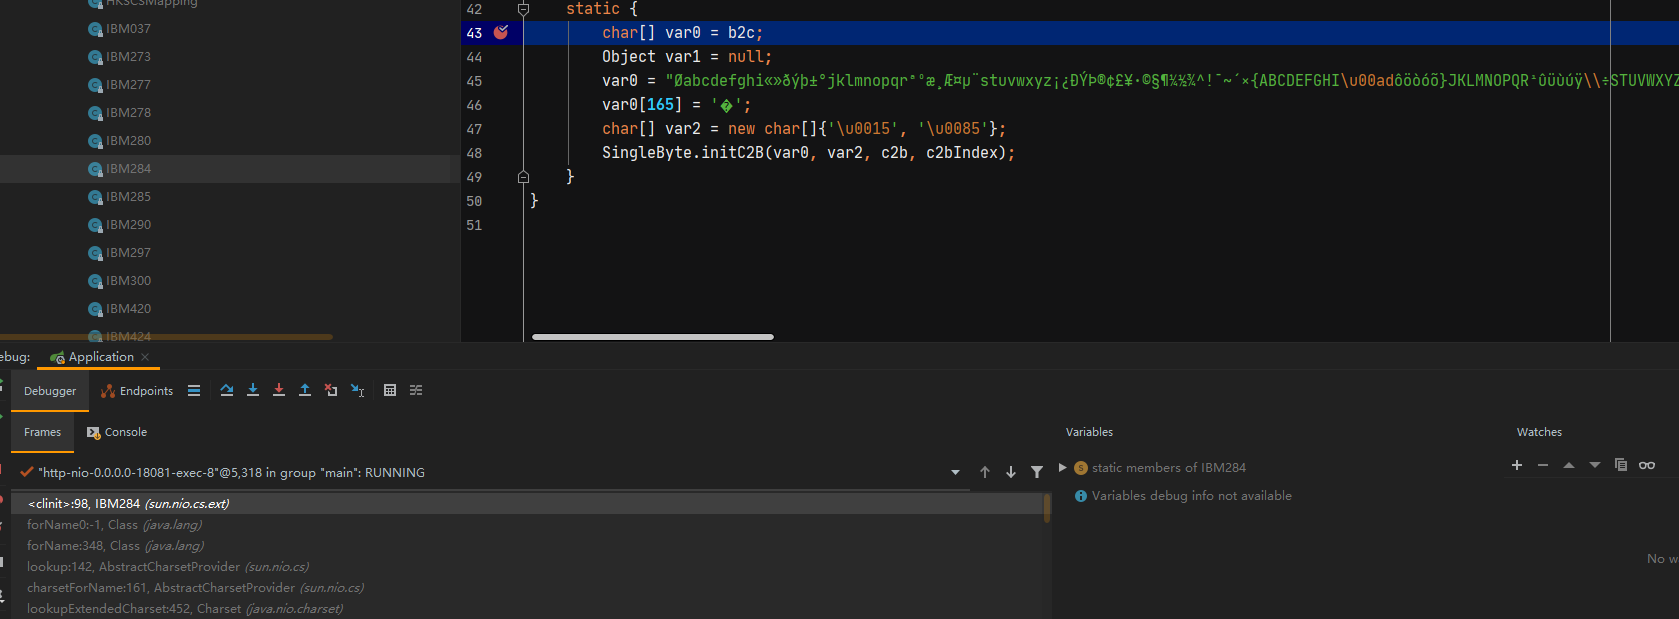 HKSCSMapping
IBM037
IBM273
IBM277
IBM278
IBM280
IBM284
IBM285
IBM290
IBM297
IBM300
IBM420
IBM424
42 static {
43 char[] var0 = b2c;
44 Object var1 = null;
45 var0 = "Øabcdefghi«»ðýþ±°jklmnopqrªºæ¸Æ¤µ¨stuvwxyz¡¿ÐÝÞ®¢£¥·©§¶¼½¾^!¯~´×{ABCDEFGHI\u00adôöòóõ}JKLMNOPQR¹ûüùúÿ\\÷STUVWXYZ
46 var0[165] = '�';
47 char[] var2 = new char[]{'\u0015', '\u0085'};
48 SingleByte.initC2B(var0, var2, c2b, c2bIndex);
49 }
50 }
51
ebug: Application
Debugger Endpoints
Frames Console
"http-nio-0.0.0.0-18081-exec-8"@5,318 in group "main": RUNNING
<clinit>:98, IBM284 (sun.nio.cs.ext)
forName0:-1, Class (java.lang)
forName:348, Class (java.lang)
lookup:142, AbstractCharsetProvider (sun.nio.cs)
charsetForName:161, AbstractCharsetProvider (sun.nio.cs)
lookupExtendedCharset:452, Charset (java.nio.charset)
Variables
static members of IBM284
Variables debug info not available
Watches
No w